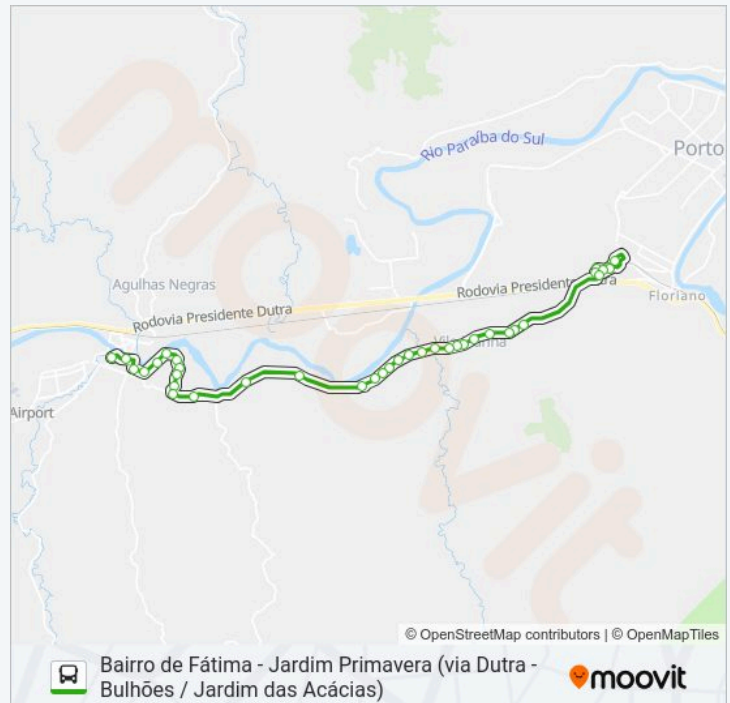 Rio Paraíba do Sul
Porto
Agulhas Negras
Rodovia Presidente Dutra
Rodovia Presidente
Floriano
Airport
moovit
© OpenStreetMap contributors | © OpenMapTiles
Bairro de Fátima - Jardim Primavera (via Dutra -
Bulhões / Jardim das Acácias)
moovit